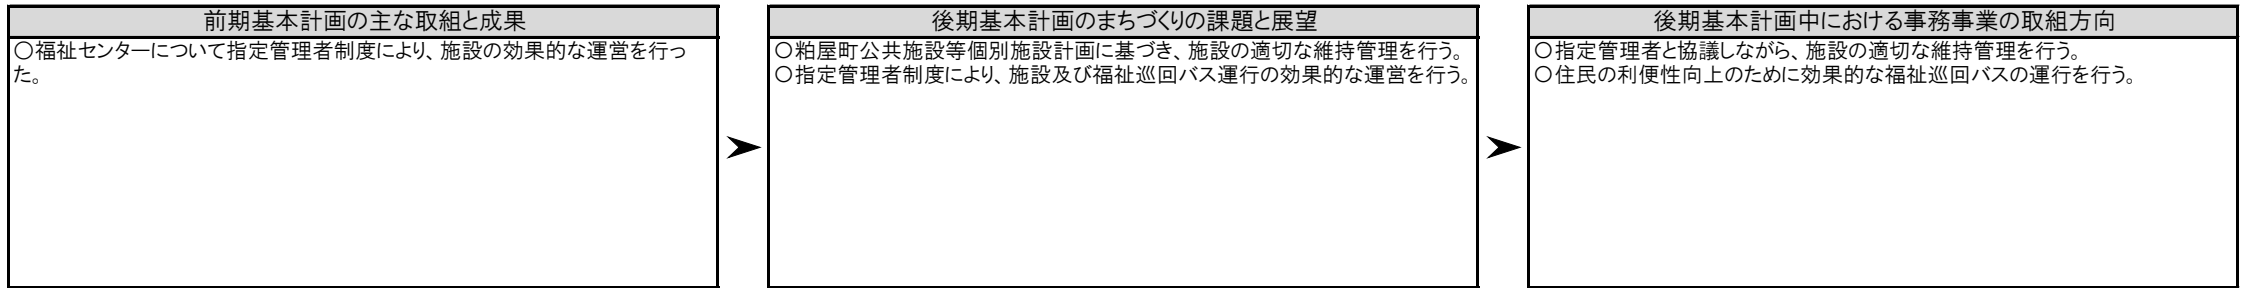 前期基本計画の主な取組と成果
〇福祉センターについて指定管理者制度により、施設の効果的な運営を行っ
た。
後期基本計画のまちづくりの課題と展望
〇粕屋町公共施設等個別施設計画に基づき、施設の適切な維持管理を行う。
〇指定管理者制度により、施設及び福祉巡回バス運行の効果的な運営を行う。
後期基本計画中における事務事業の取組方向
〇指定管理者と協議しながら、施設の適切な維持管理を行う。
〇住民の利便性向上のために効果的な福祉巡回バスの運行を行う。